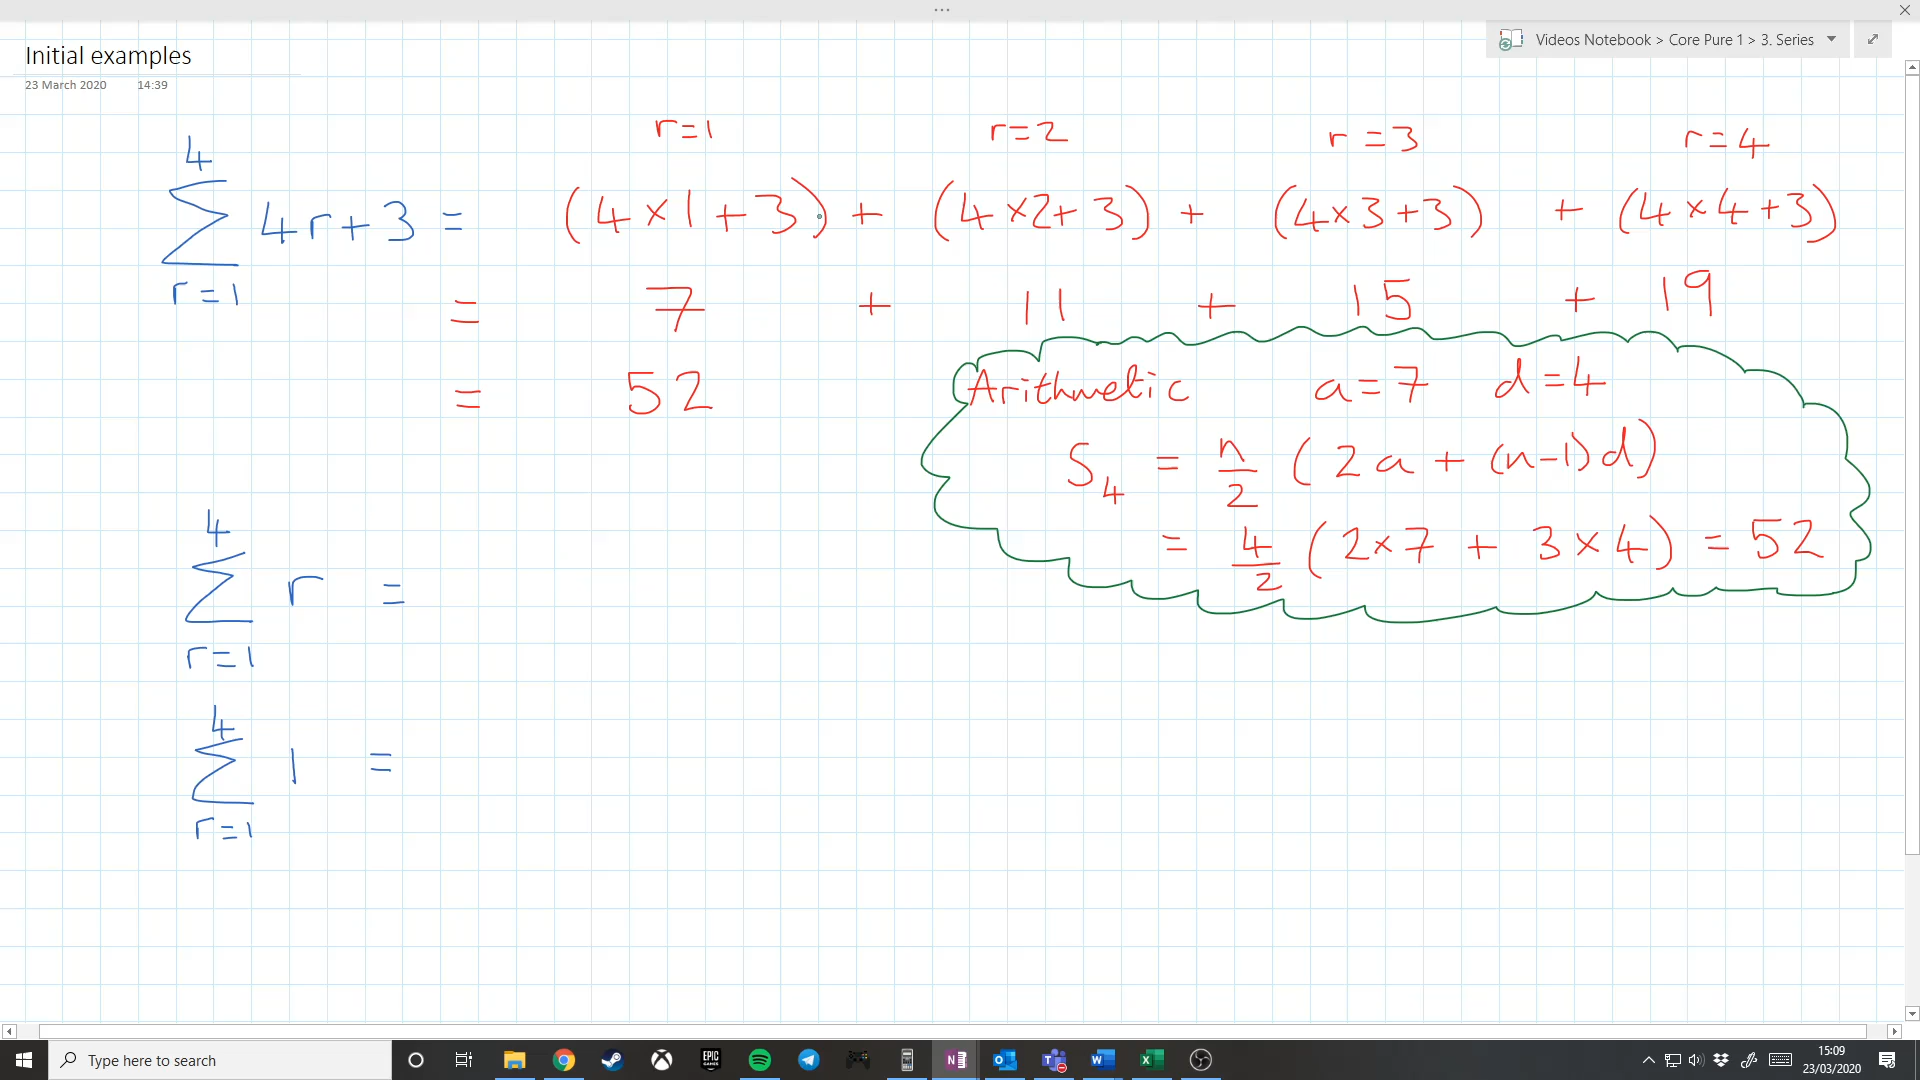 Videos Notebook > Core Pure 1 > 3. Series
Initial examples
23 March 2020 14:39
r=1 r=2 r=3 r=4
4
∑ 4r+3 = (4×1+3) + (4×2+3) + (4×3+3) + (4×4+3)
r=1
= 7 + 11 + 15 + 19
= 52
Arithmetic a=7 d=4
S₄ = n/2 (2a + (n-1)d)
= 4/2 (2×7 + 3×4) = 52
4
∑ r =
r=1
4
∑ 1 =
r=1
Type here to search
EPIC GAMES
15:09
23/03/2020